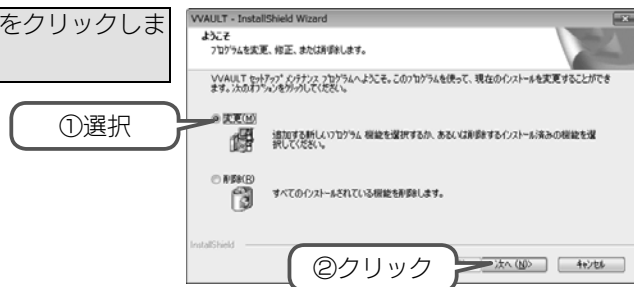 をクリックしま
VVAULT - InstallShield Wizard
ようこそ
プログラムを変更、修正、または削除します。
VVAULT セットアップ メンテナンス プログラムへようこそ。このプログラムを使って、現在のインストールを変更することができ
ます。次のオプションをクリックしてください。
①選択
変更(M)
追加する新しいプログラム 機能を選択するか、あるいは削除するインストール済みの機能を選
択してください。
削除(R)
すべてのインストールされている機能を削除します。
InstallShield
②クリック
次へ(N)>
キャンセル